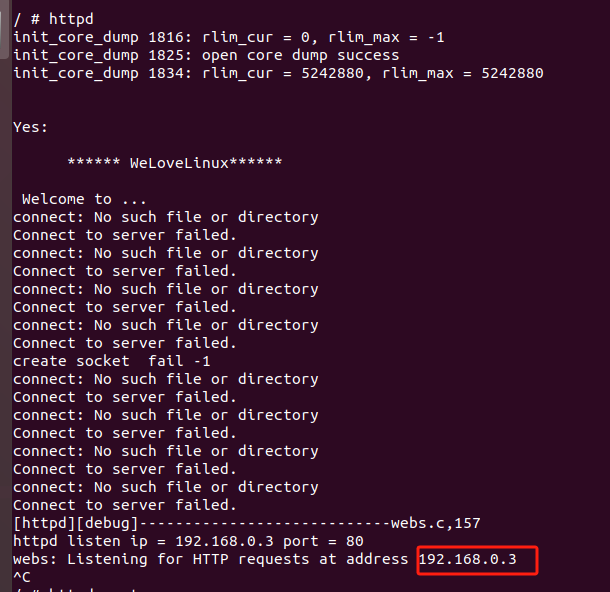 / # httpd
init_core_dump 1816: rlim_cur = 0, rlim_max = -1
init_core_dump 1825: open core dump success
init_core_dump 1834: rlim_cur = 5242880, rlim_max = 5242880
Yes:
****** WeLoveLinux******
Welcome to ...
connect: No such file or directory
Connect to server failed.
connect: No such file or directory
Connect to server failed.
connect: No such file or directory
Connect to server failed.
connect: No such file or directory
Connect to server failed.
create socket  fail -1
connect: No such file or directory
Connect to server failed.
connect: No such file or directory
Connect to server failed.
connect: No such file or directory
Connect to server failed.
connect: No such file or directory
Connect to server failed.
[httpd][debug]----------------------------webs.c,157
httpd listen ip = 192.168.0.3 port = 80
webs: Listening for HTTP requests at address 192.168.0.3
^C